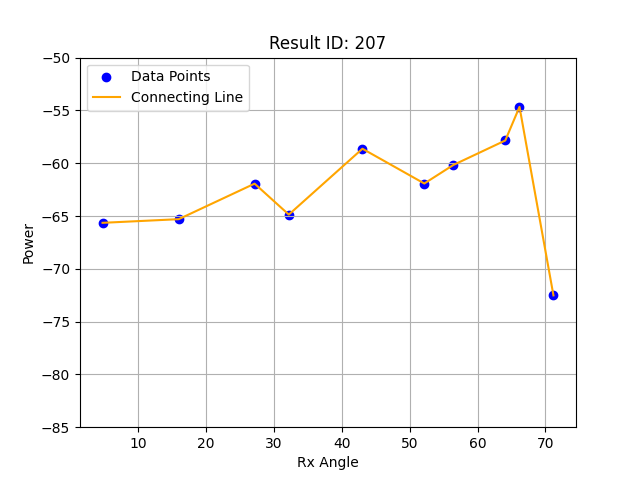 Result ID: 207
Data Points
Connecting Line
−50
−55
−60
−65
−70
−75
−80
−85
Power
10 20 30 40 50 60 70
Rx Angle